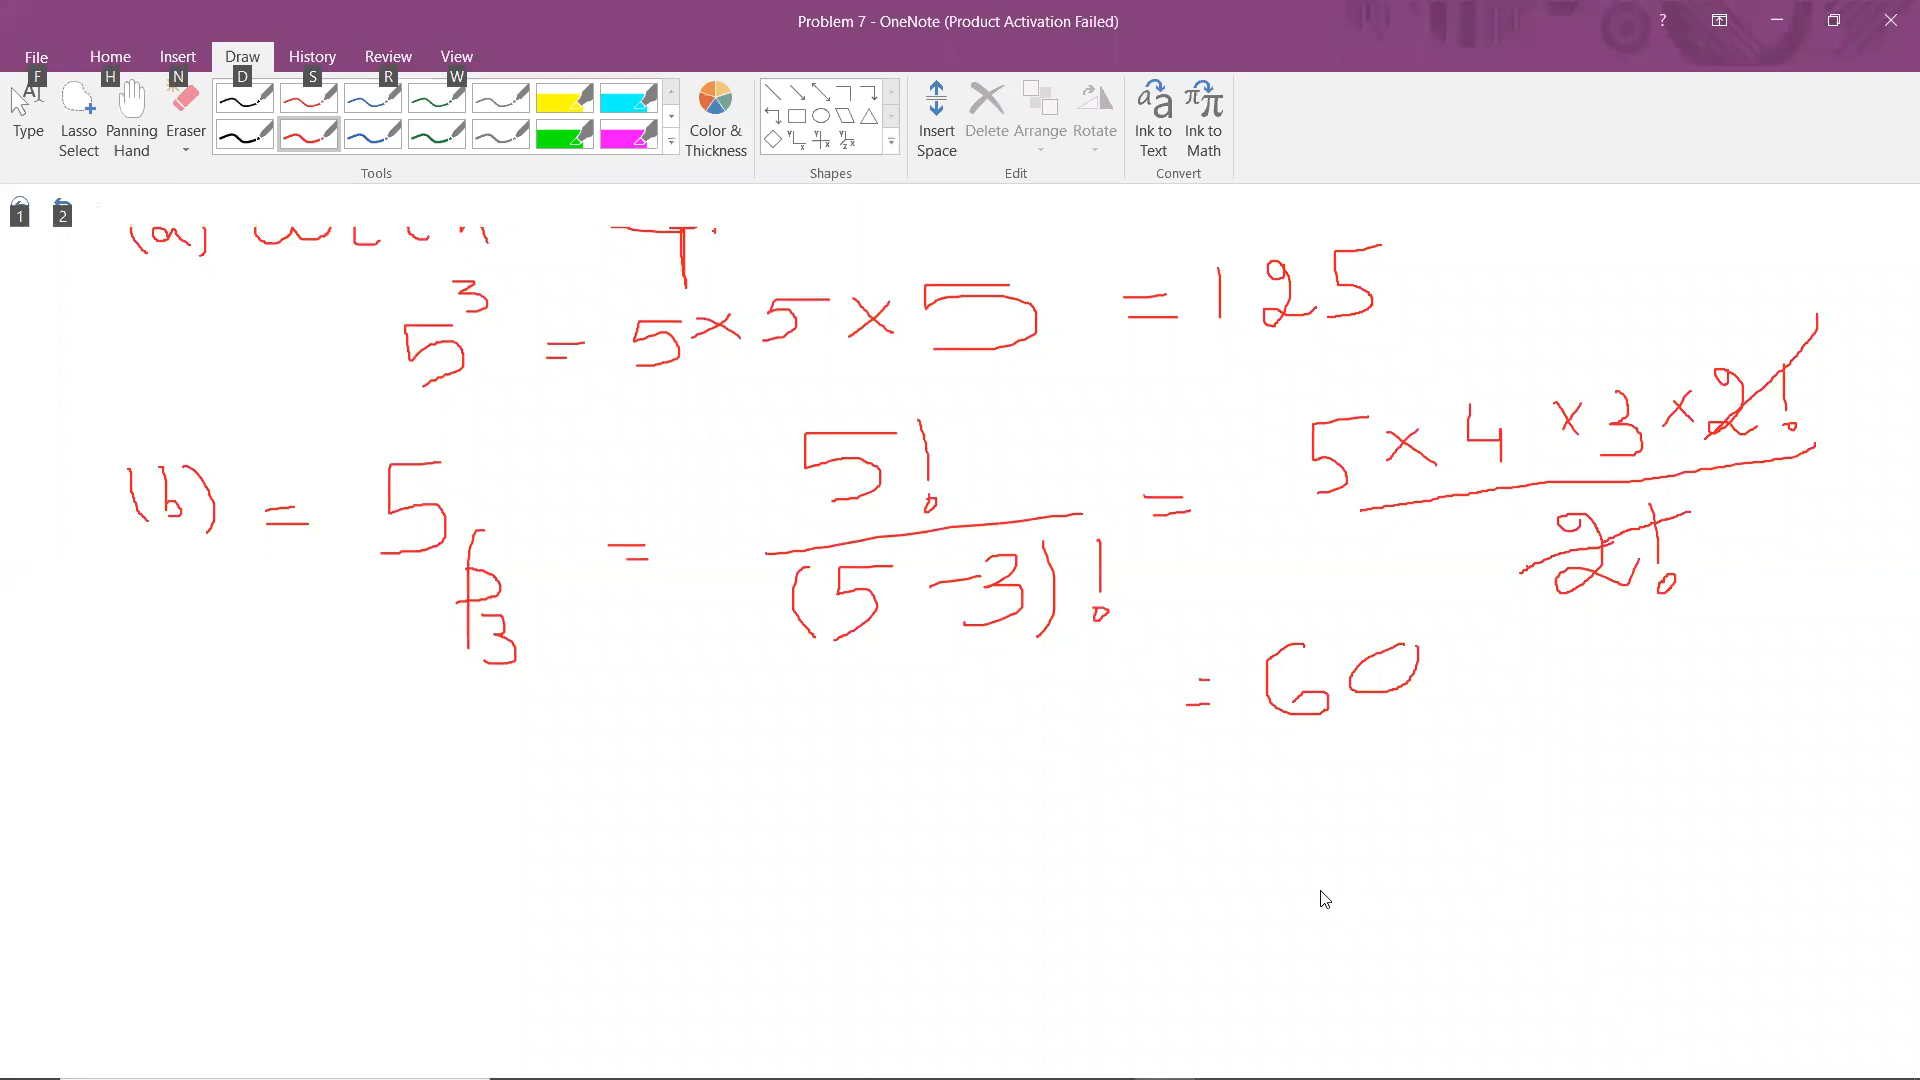 Problem 7 - OneNote (Product Activation Failed)
?
File Home Insert Draw History Review View
F H N D S R W
Type
Lasso Select
Panning Hand
Eraser
Color & Thickness
Insert Space
Delete
Arrange
Rotate
Ink to Text
Ink to Math
Tools
Shapes
Edit
Convert
1 2
(a)
5³ = 5 × 5 × 5 = 125
(b) = 5P3 = 5! / (5 - 3)! = 5 × 4 × 3 × 2! / 2!
= 60